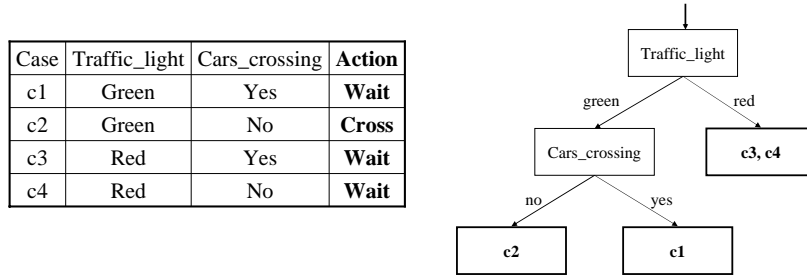 Case Traffic_light Cars_crossing Action
c1 Green Yes Wait
c2 Green No Cross
c3 Red Yes Wait
c4 Red No Wait
Traffic_light
green red
Cars_crossing c3, c4
no yes
c2 c1